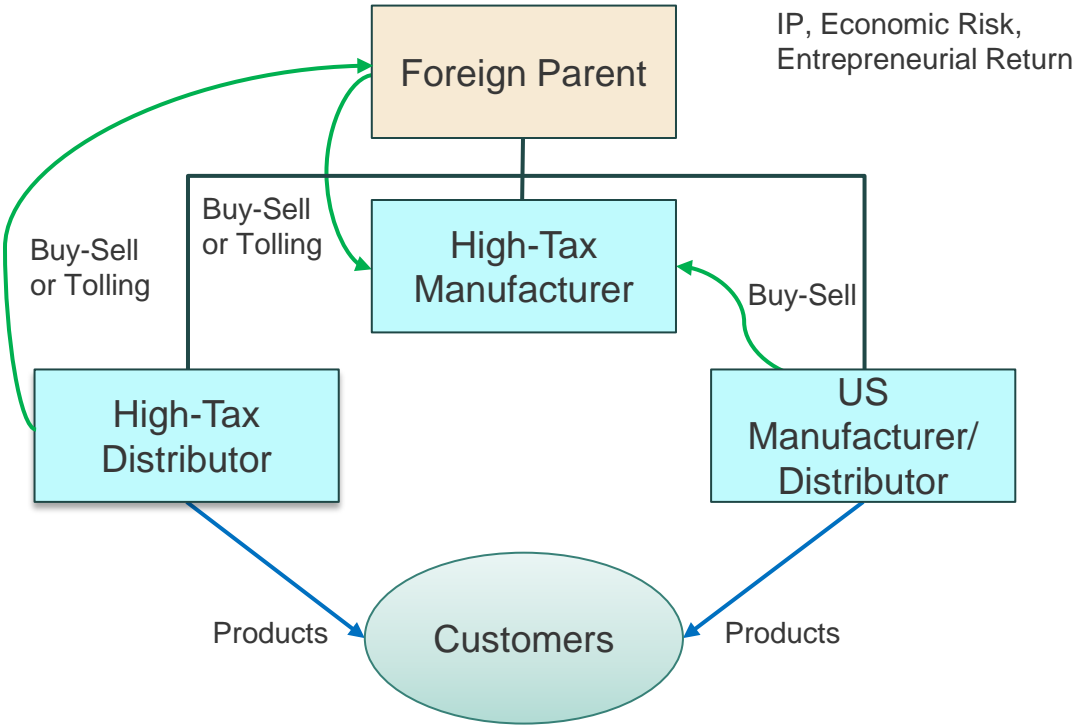 IP, Economic Risk,
Entrepreneurial Return
Foreign Parent
Buy-Sell
or Tolling
Buy-Sell
or Tolling
High-Tax
Manufacturer
Buy-Sell
High-Tax
Distributor
US
Manufacturer/
Distributor
Products
Customers
Products